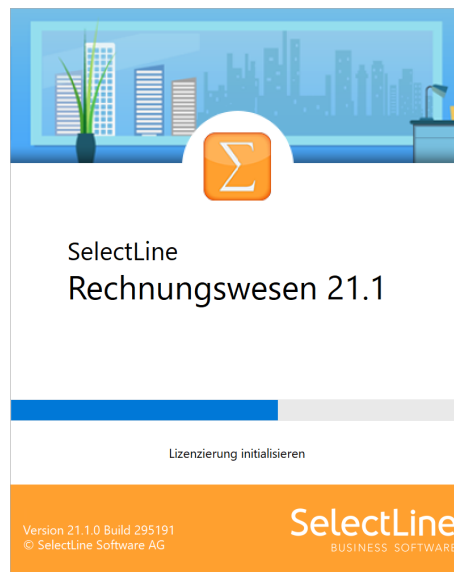 Σ
SelectLine
Rechnungswesen 21.1
Lizenzierung initialisieren
Version 21.1.0 Build 295191
© SelectLine Software AG
SelectLine
BUSINESS SOFTWARE